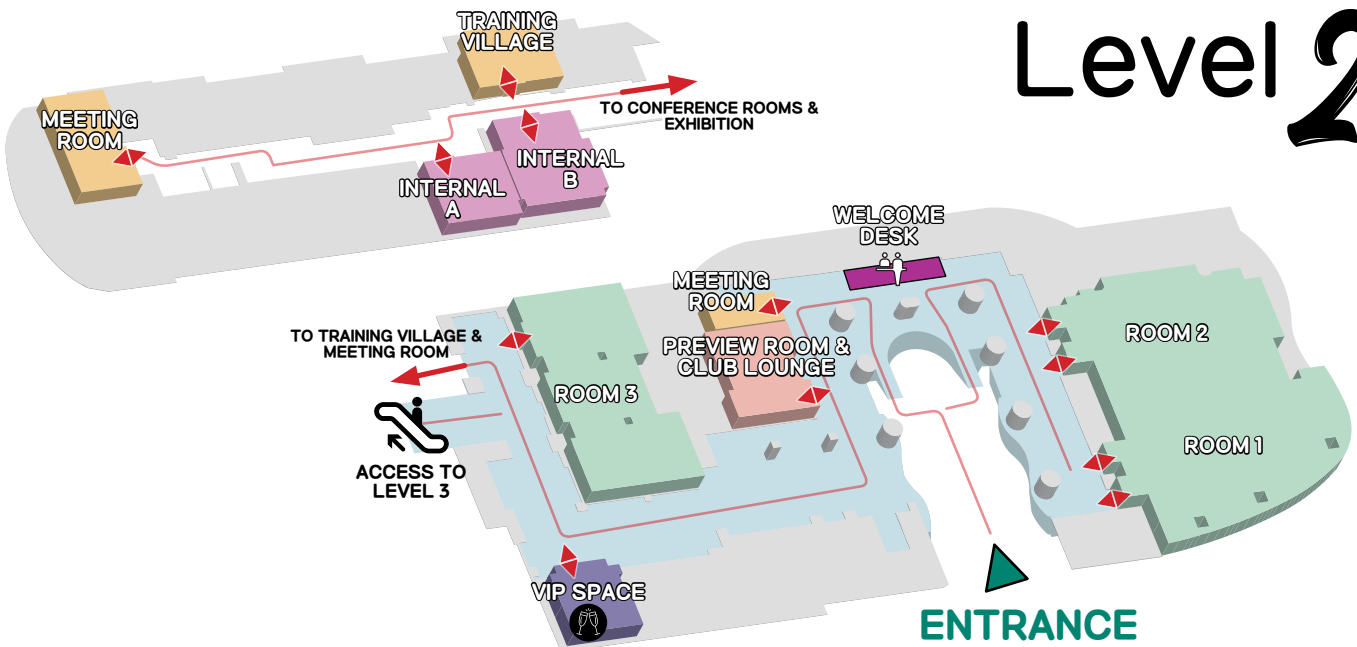 Level 2
TRAINING
VILLAGE
MEETING
ROOM
TO CONFERENCE ROOMS &
EXHIBITION
INTERNAL
B
INTERNAL
A
WELCOME
DESK
MEETING
ROOM
PREVIEW ROOM &
CLUB LOUNGE
ROOM 2
TO TRAINING VILLAGE &
MEETING ROOM
ROOM 3
ROOM 1
ACCESS TO
LEVEL 3
VIP SPACE
ENTRANCE